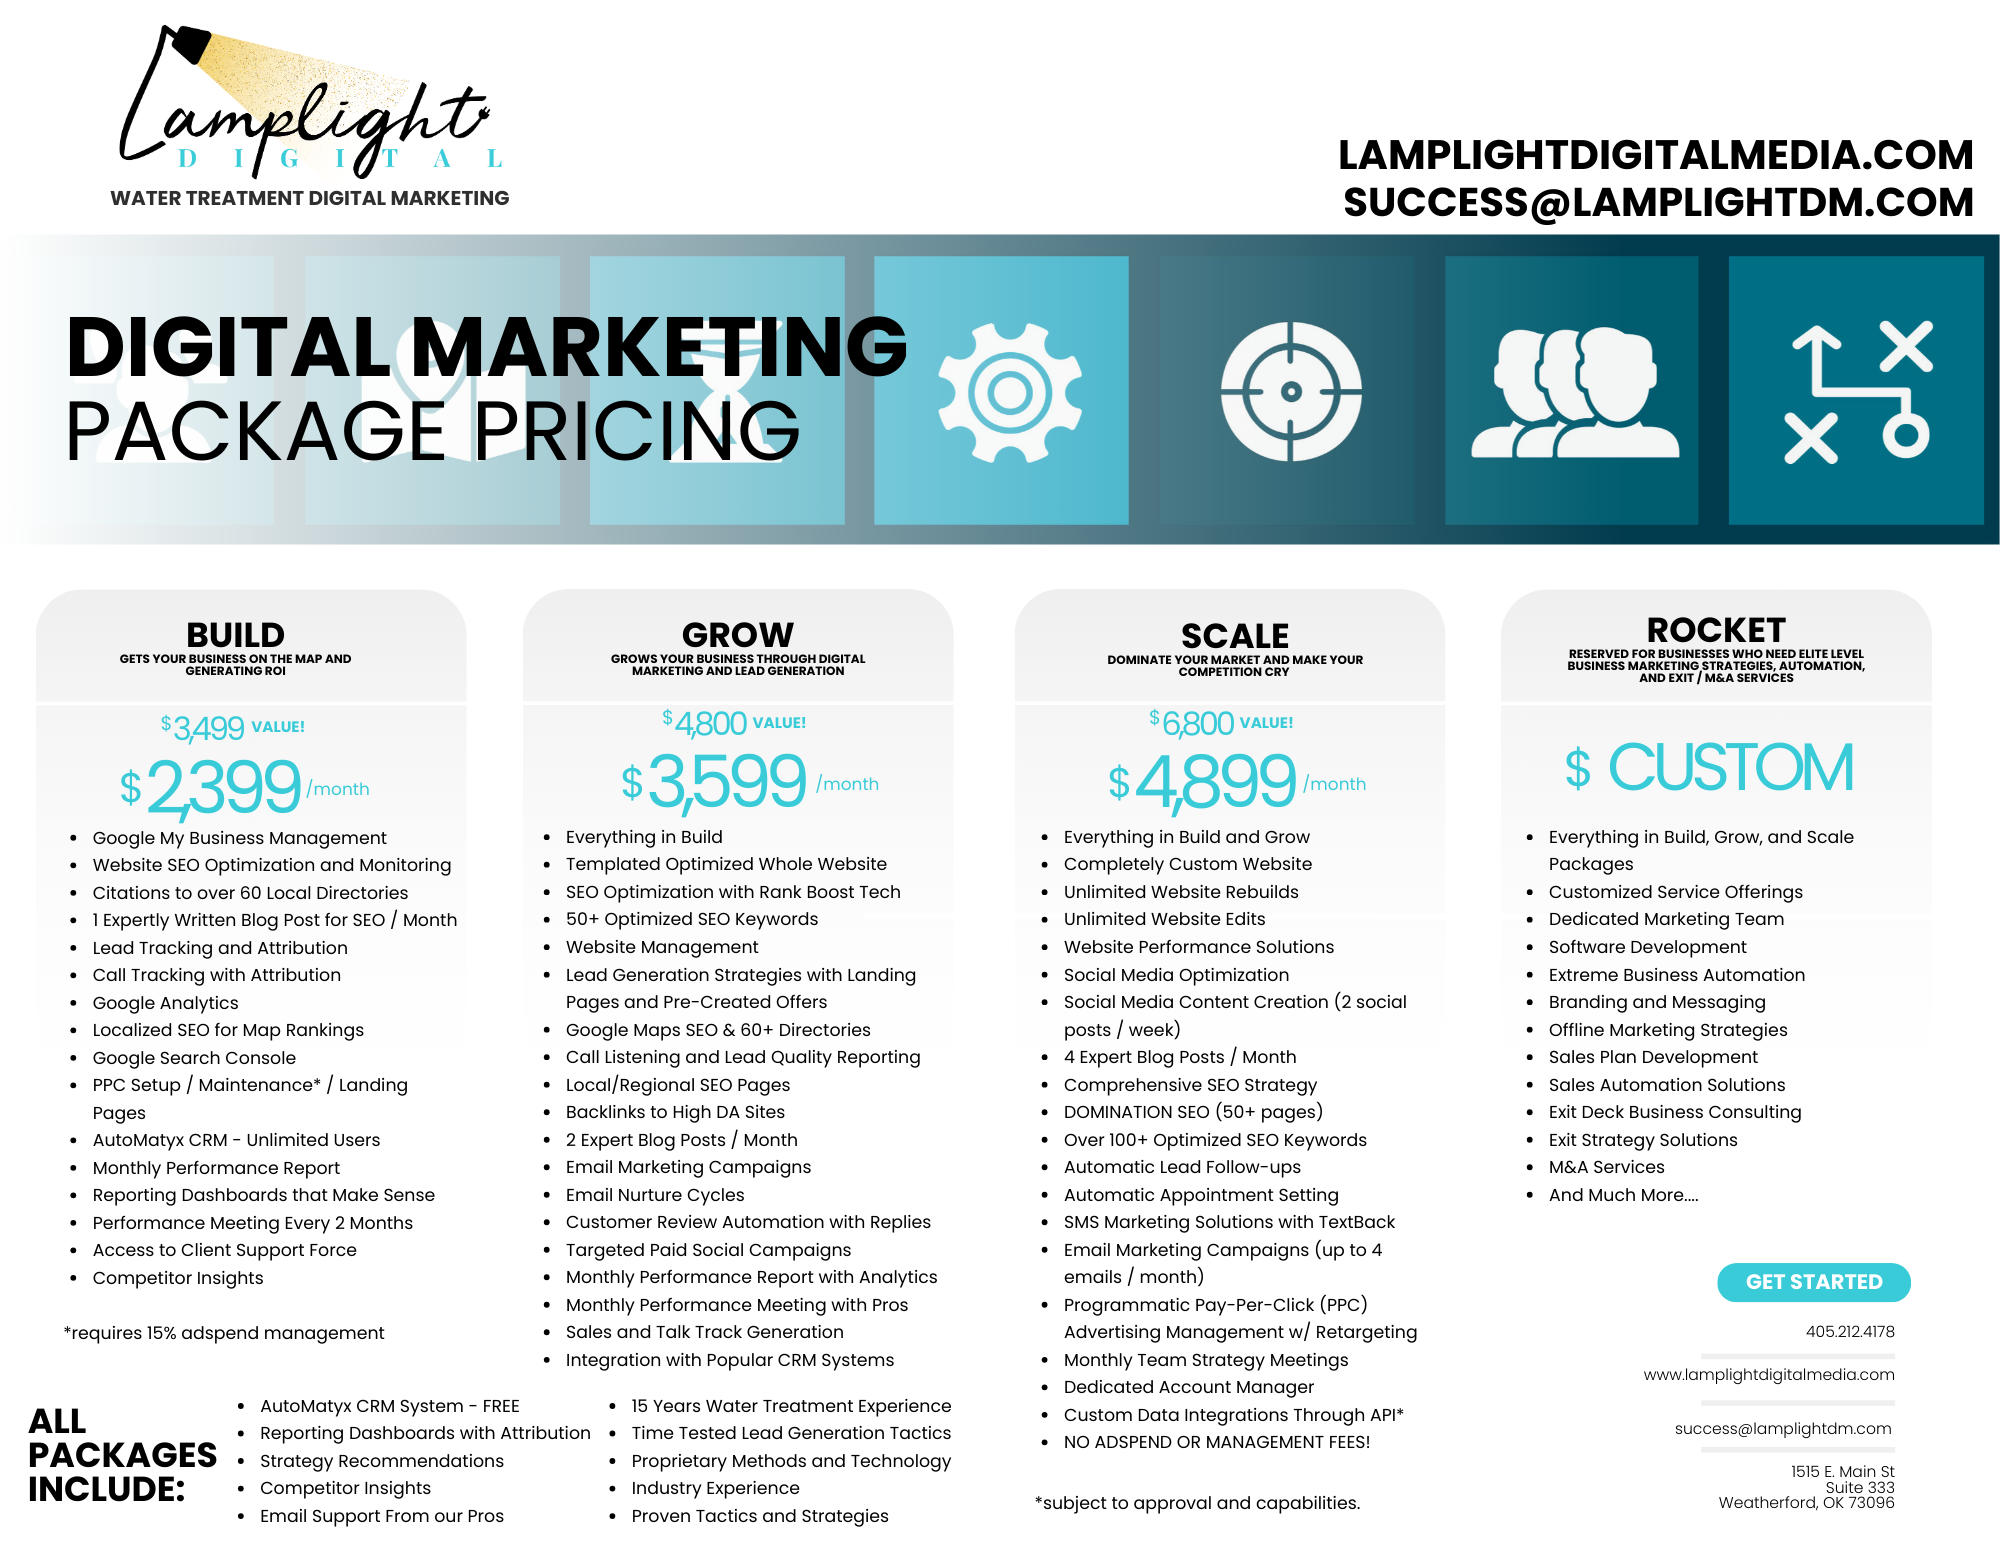 Lamplight
DIGITAL
WATER TREATMENT DIGITAL MARKETING
LAMPLIGHTDIGITALMEDIA.COM
SUCCESS@LAMPLIGHTDM.COM
DIGITAL MARKETING
PACKAGE PRICING
BUILD
GETS YOUR BUSINESS ON THE MAP AND
GENERATING ROI
$3,499 VALUE!
$2,399/month
• Google My Business Management
• Website SEO Optimization and Monitoring
• Citations to over 60 Local Directories
• 1 Expertly Written Blog Post for SEO / Month
• Lead Tracking and Attribution
• Call Tracking with Attribution
• Google Analytics
• Localized SEO for Map Rankings
• Google Search Console
• PPC Setup / Maintenance* / Landing
Pages
• AutoMatyx CRM - Unlimited Users
• Monthly Performance Report
• Reporting Dashboards that Make Sense
• Performance Meeting Every 2 Months
• Access to Client Support Force
• Competitor Insights
*requires 15% adspend management
GROW
GROWS YOUR BUSINESS THROUGH DIGITAL
MARKETING AND LEAD GENERATION
$4,800 VALUE!
$3,599 /month
• Everything in Build
• Templated Optimized Whole Website
• SEO Optimization with Rank Boost Tech
• 50+ Optimized SEO Keywords
• Website Management
• Lead Generation Strategies with Landing
Pages and Pre-Created Offers
• Google Maps SEO & 60+ Directories
• Call Listening and Lead Quality Reporting
• Local/Regional SEO Pages
• Backlinks to High DA Sites
• 2 Expert Blog Posts / Month
• Email Marketing Campaigns
• Email Nurture Cycles
• Customer Review Automation with Replies
• Targeted Paid Social Campaigns
• Monthly Performance Report with Analytics
• Monthly Performance Meeting with Pros
• Sales and Talk Track Generation
• Integration with Popular CRM Systems
SCALE
DOMINATE YOUR MARKET AND MAKE YOUR
COMPETITION CRY
$6,800 VALUE!
$4,899 /month
• Everything in Build and Grow
• Completely Custom Website
• Unlimited Website Rebuilds
• Unlimited Website Edits
• Website Performance Solutions
• Social Media Optimization
• Social Media Content Creation (2 social
posts / week)
• 4 Expert Blog Posts / Month
• Comprehensive SEO Strategy
• DOMINATION SEO (50+ pages)
• Over 100+ Optimized SEO Keywords
• Automatic Lead Follow-ups
• Automatic Appointment Setting
• SMS Marketing Solutions with TextBack
• Email Marketing Campaigns (up to 4
emails / month)
• Programmatic Pay-Per-Click (PPC)
Advertising Management w/ Retargeting
• Monthly Team Strategy Meetings
• Dedicated Account Manager
• Custom Data Integrations Through API*
• NO ADSPEND OR MANAGEMENT FEES!
*subject to approval and capabilities.
ROCKET
RESERVED FOR BUSINESSES WHO NEED ELITE LEVEL
BUSINESS MARKETING STRATEGIES, AUTOMATION,
AND EXIT / M&A SERVICES
$ CUSTOM
• Everything in Build, Grow, and Scale
Packages
• Customized Service Offerings
• Dedicated Marketing Team
• Software Development
• Extreme Business Automation
• Branding and Messaging
• Offline Marketing Strategies
• Sales Plan Development
• Sales Automation Solutions
• Exit Deck Business Consulting
• Exit Strategy Solutions
• M&A Services
• And Much More....
GET STARTED
405.212.4178
www.lamplightdigitalmedia.com
success@lamplightdm.com
1515 E. Main St
Suite 333
Weatherford, OK 73096
ALL
PACKAGES
INCLUDE:
• AutoMatyx CRM System - FREE
• Reporting Dashboards with Attribution
• Strategy Recommendations
• Competitor Insights
• Email Support From our Pros
• 15 Years Water Treatment Experience
• Time Tested Lead Generation Tactics
• Proprietary Methods and Technology
• Industry Experience
• Proven Tactics and Strategies